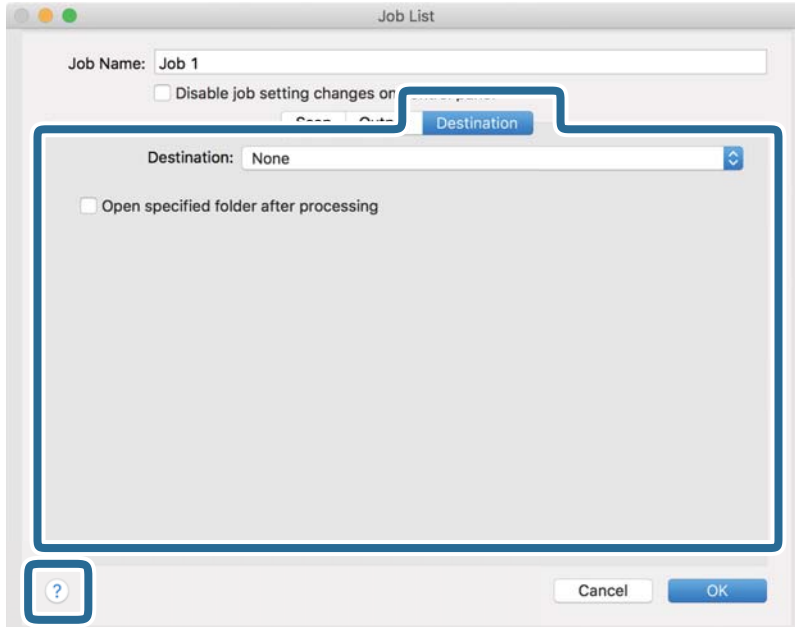 Job List
Job Name: Job 1
Disable job setting changes on
Destination
Destination: None
Open specified folder after processing
? Cancel OK